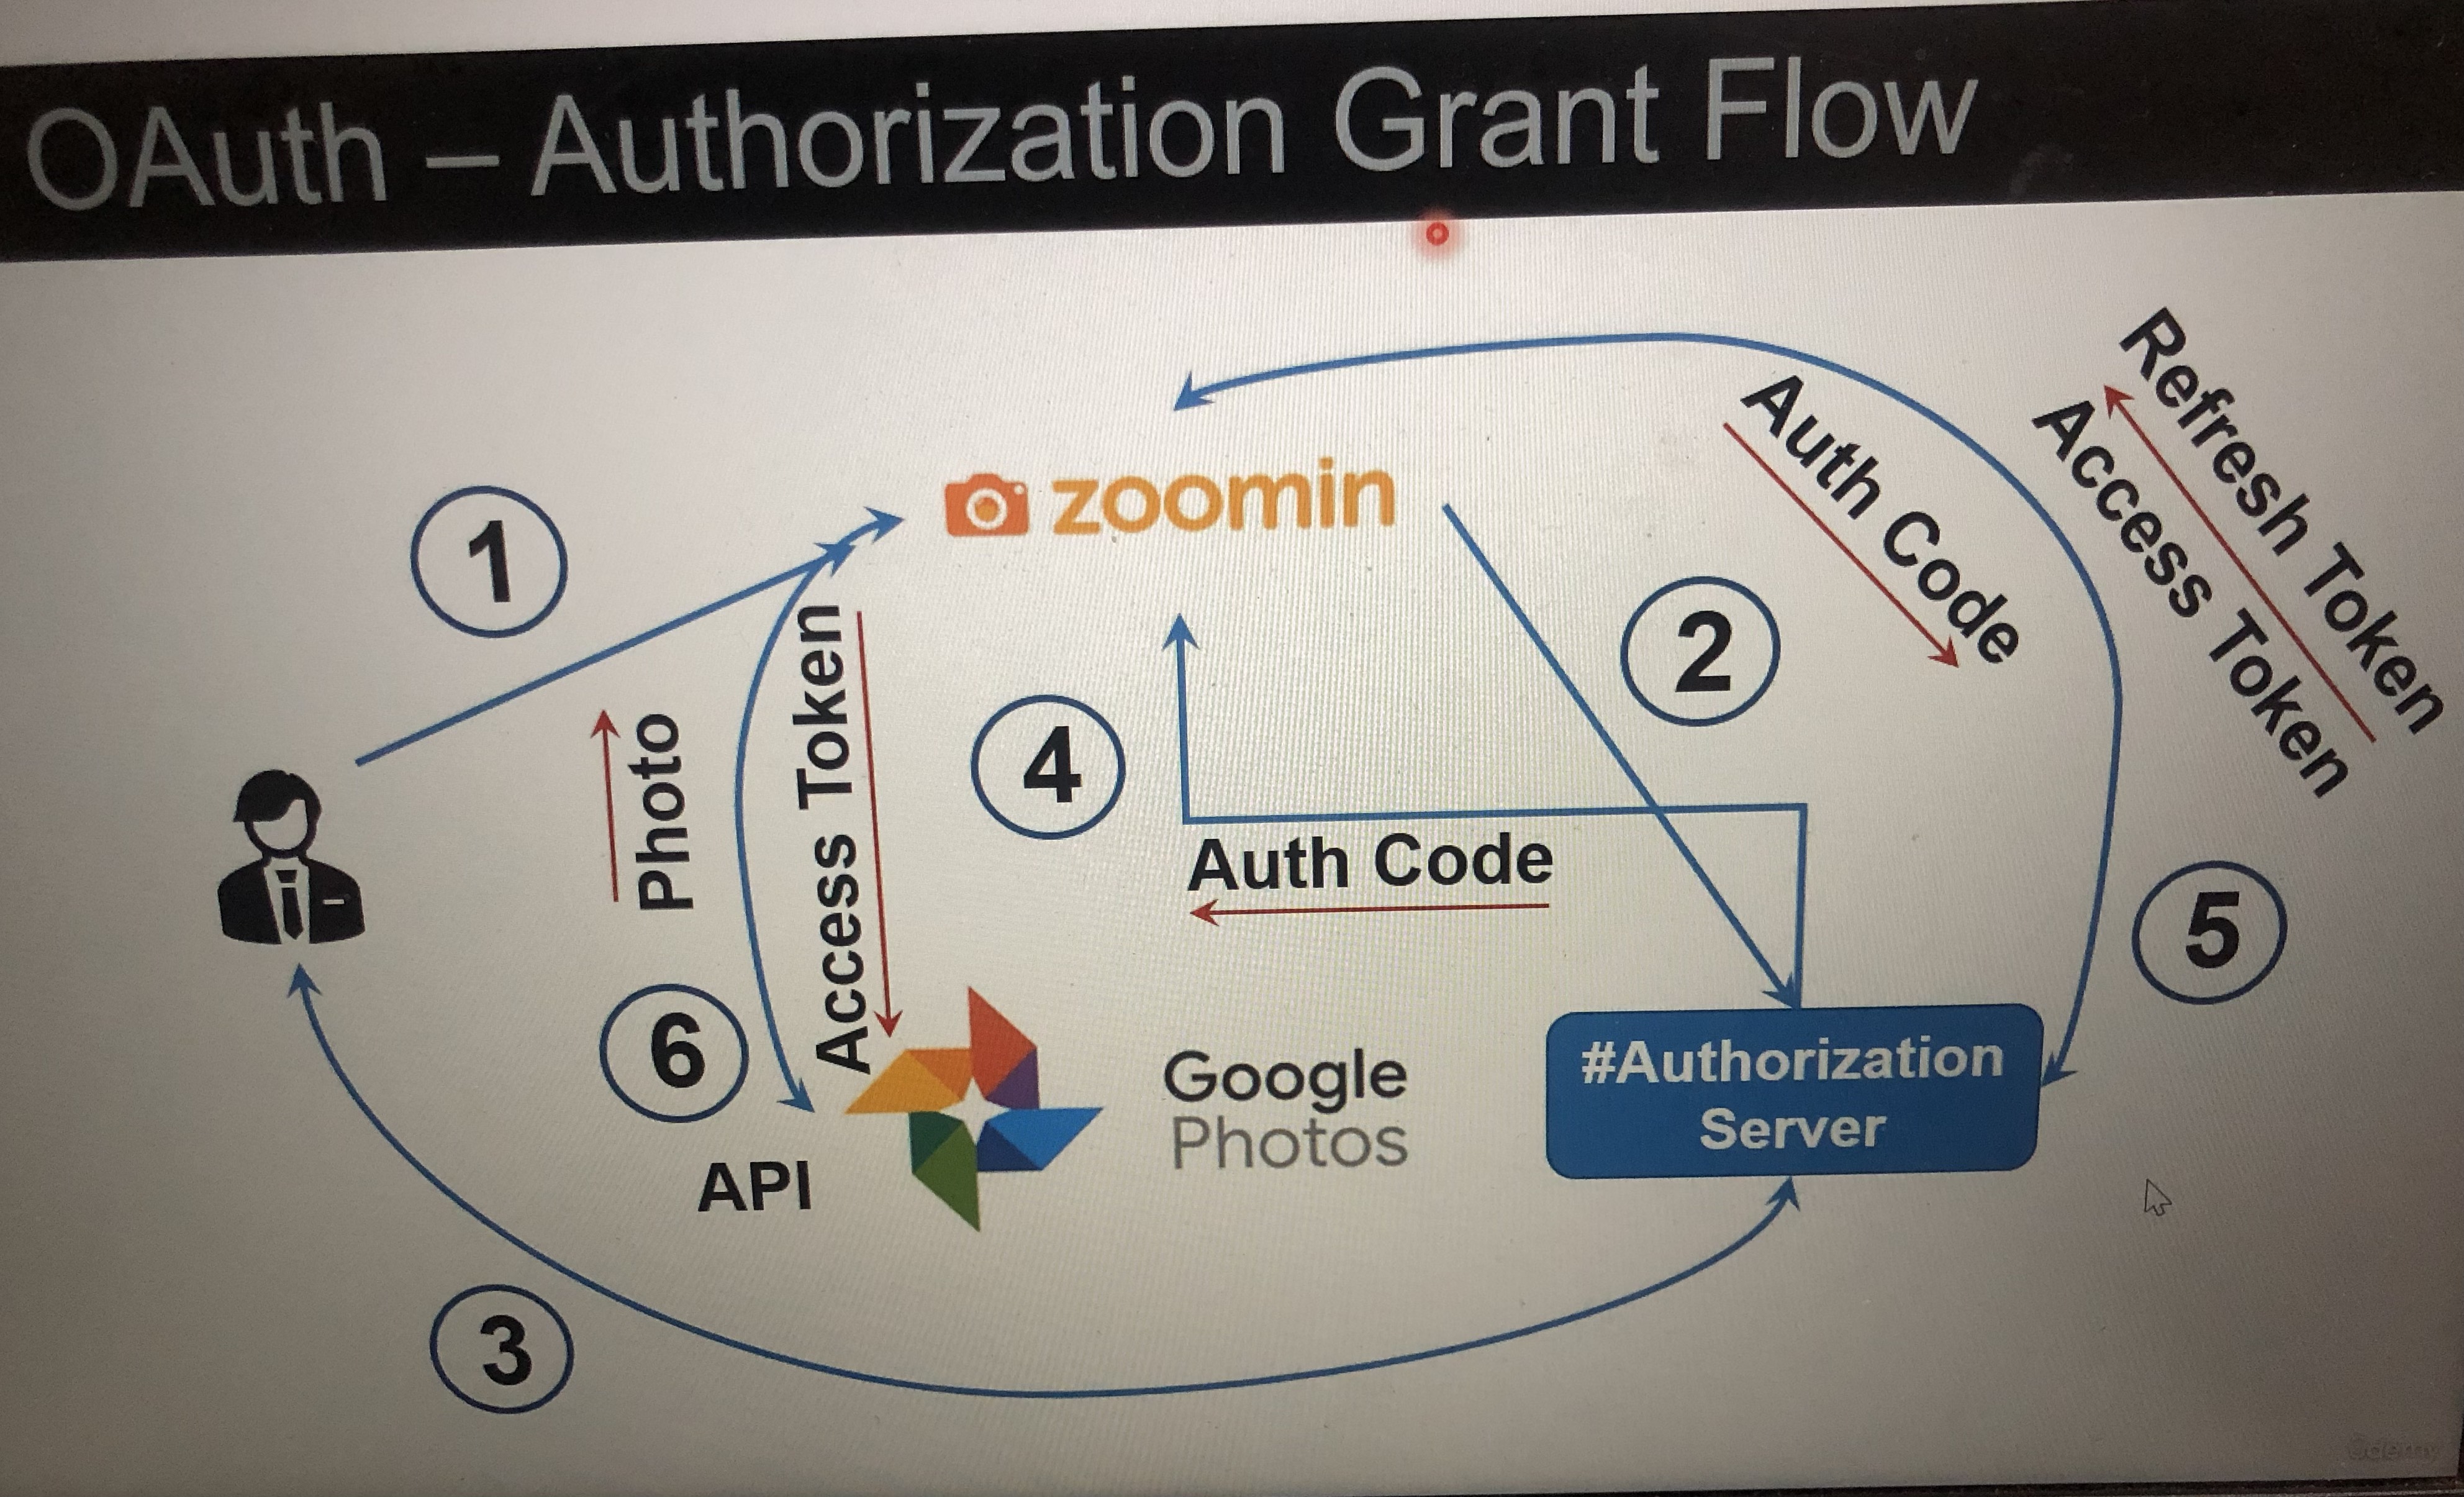 OAuth – Authorization Grant Flow
Refresh Token
Access Token
Auth Code
zoomin
1
2
Access Token
Photo
4
Auth Code
5
6
Google
Photos
#Authorization
Server
API
3
Udemy